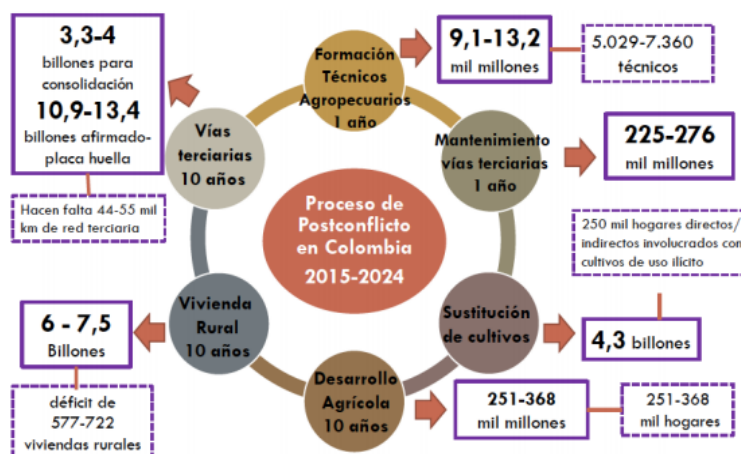 3,3-4
billones para
consolidación
10,9-13,4
billones afirmado-
placa huella
Hacen falta 44-55 mil
km de red terciaria
Vías
terciarias
10 años
Formación
Técnicos
Agropecuarios
1 año
9,1-13,2
mil millones
5.029-7.360
técnicos
Mantenimiento
vías terciarias
1 año
225-276
mil millones
Proceso de
Postconflicto
en Colombia
2015-2024
250 mil hogares directos/
indirectos involucrados con
cultivos de uso ilícito
Sustitución
de cultivos
4,3 billones
Vivienda
Rural
10 años
6 - 7,5
Billones
déficit de
577-722
viviendas rurales
Desarrollo
Agrícola
10 años
251-368
mil millones
251-368
mil hogares